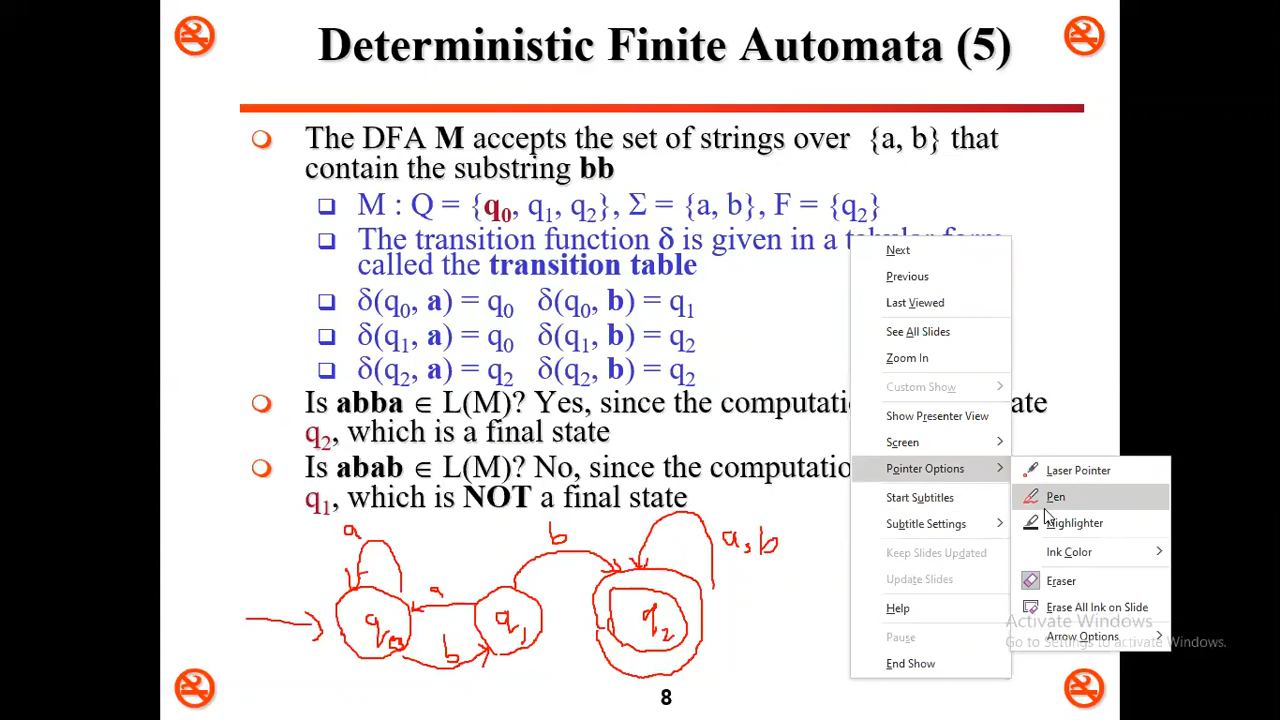 Deterministic Finite Automata (5)
The DFA M accepts the set of strings over {a, b} that
contain the substring bb
M : Q = {q0, q1, q2}, Σ = {a, b}, F = {q2}
The transition function δ is given in a tabular form
called the transition table
δ(q0, a) = q0 δ(q0, b) = q1
δ(q1, a) = q0 δ(q1, b) = q2
δ(q2, a) = q2 δ(q2, b) = q2
Is abba ∈ L(M)? Yes, since the computati
q2, which is a final state
Is abab ∈ L(M)? No, since the computation
q1, which is NOT a final state
Next
Previous
Last Viewed
See All Slides
Zoom In
Custom Show
Show Presenter View
Screen
Pointer Options
Start Subtitles
Subtitle Settings
Keep Slides Updated
Update Slides
Help
Pause
End Show
Laser Pointer
Pen
Highlighter
Ink Color
Eraser
Erase All Ink on Slide
Arrow Options
Activate Windows
Go to Settings to activate Windows.
a
b
a, b
a
q1
q2
b
8